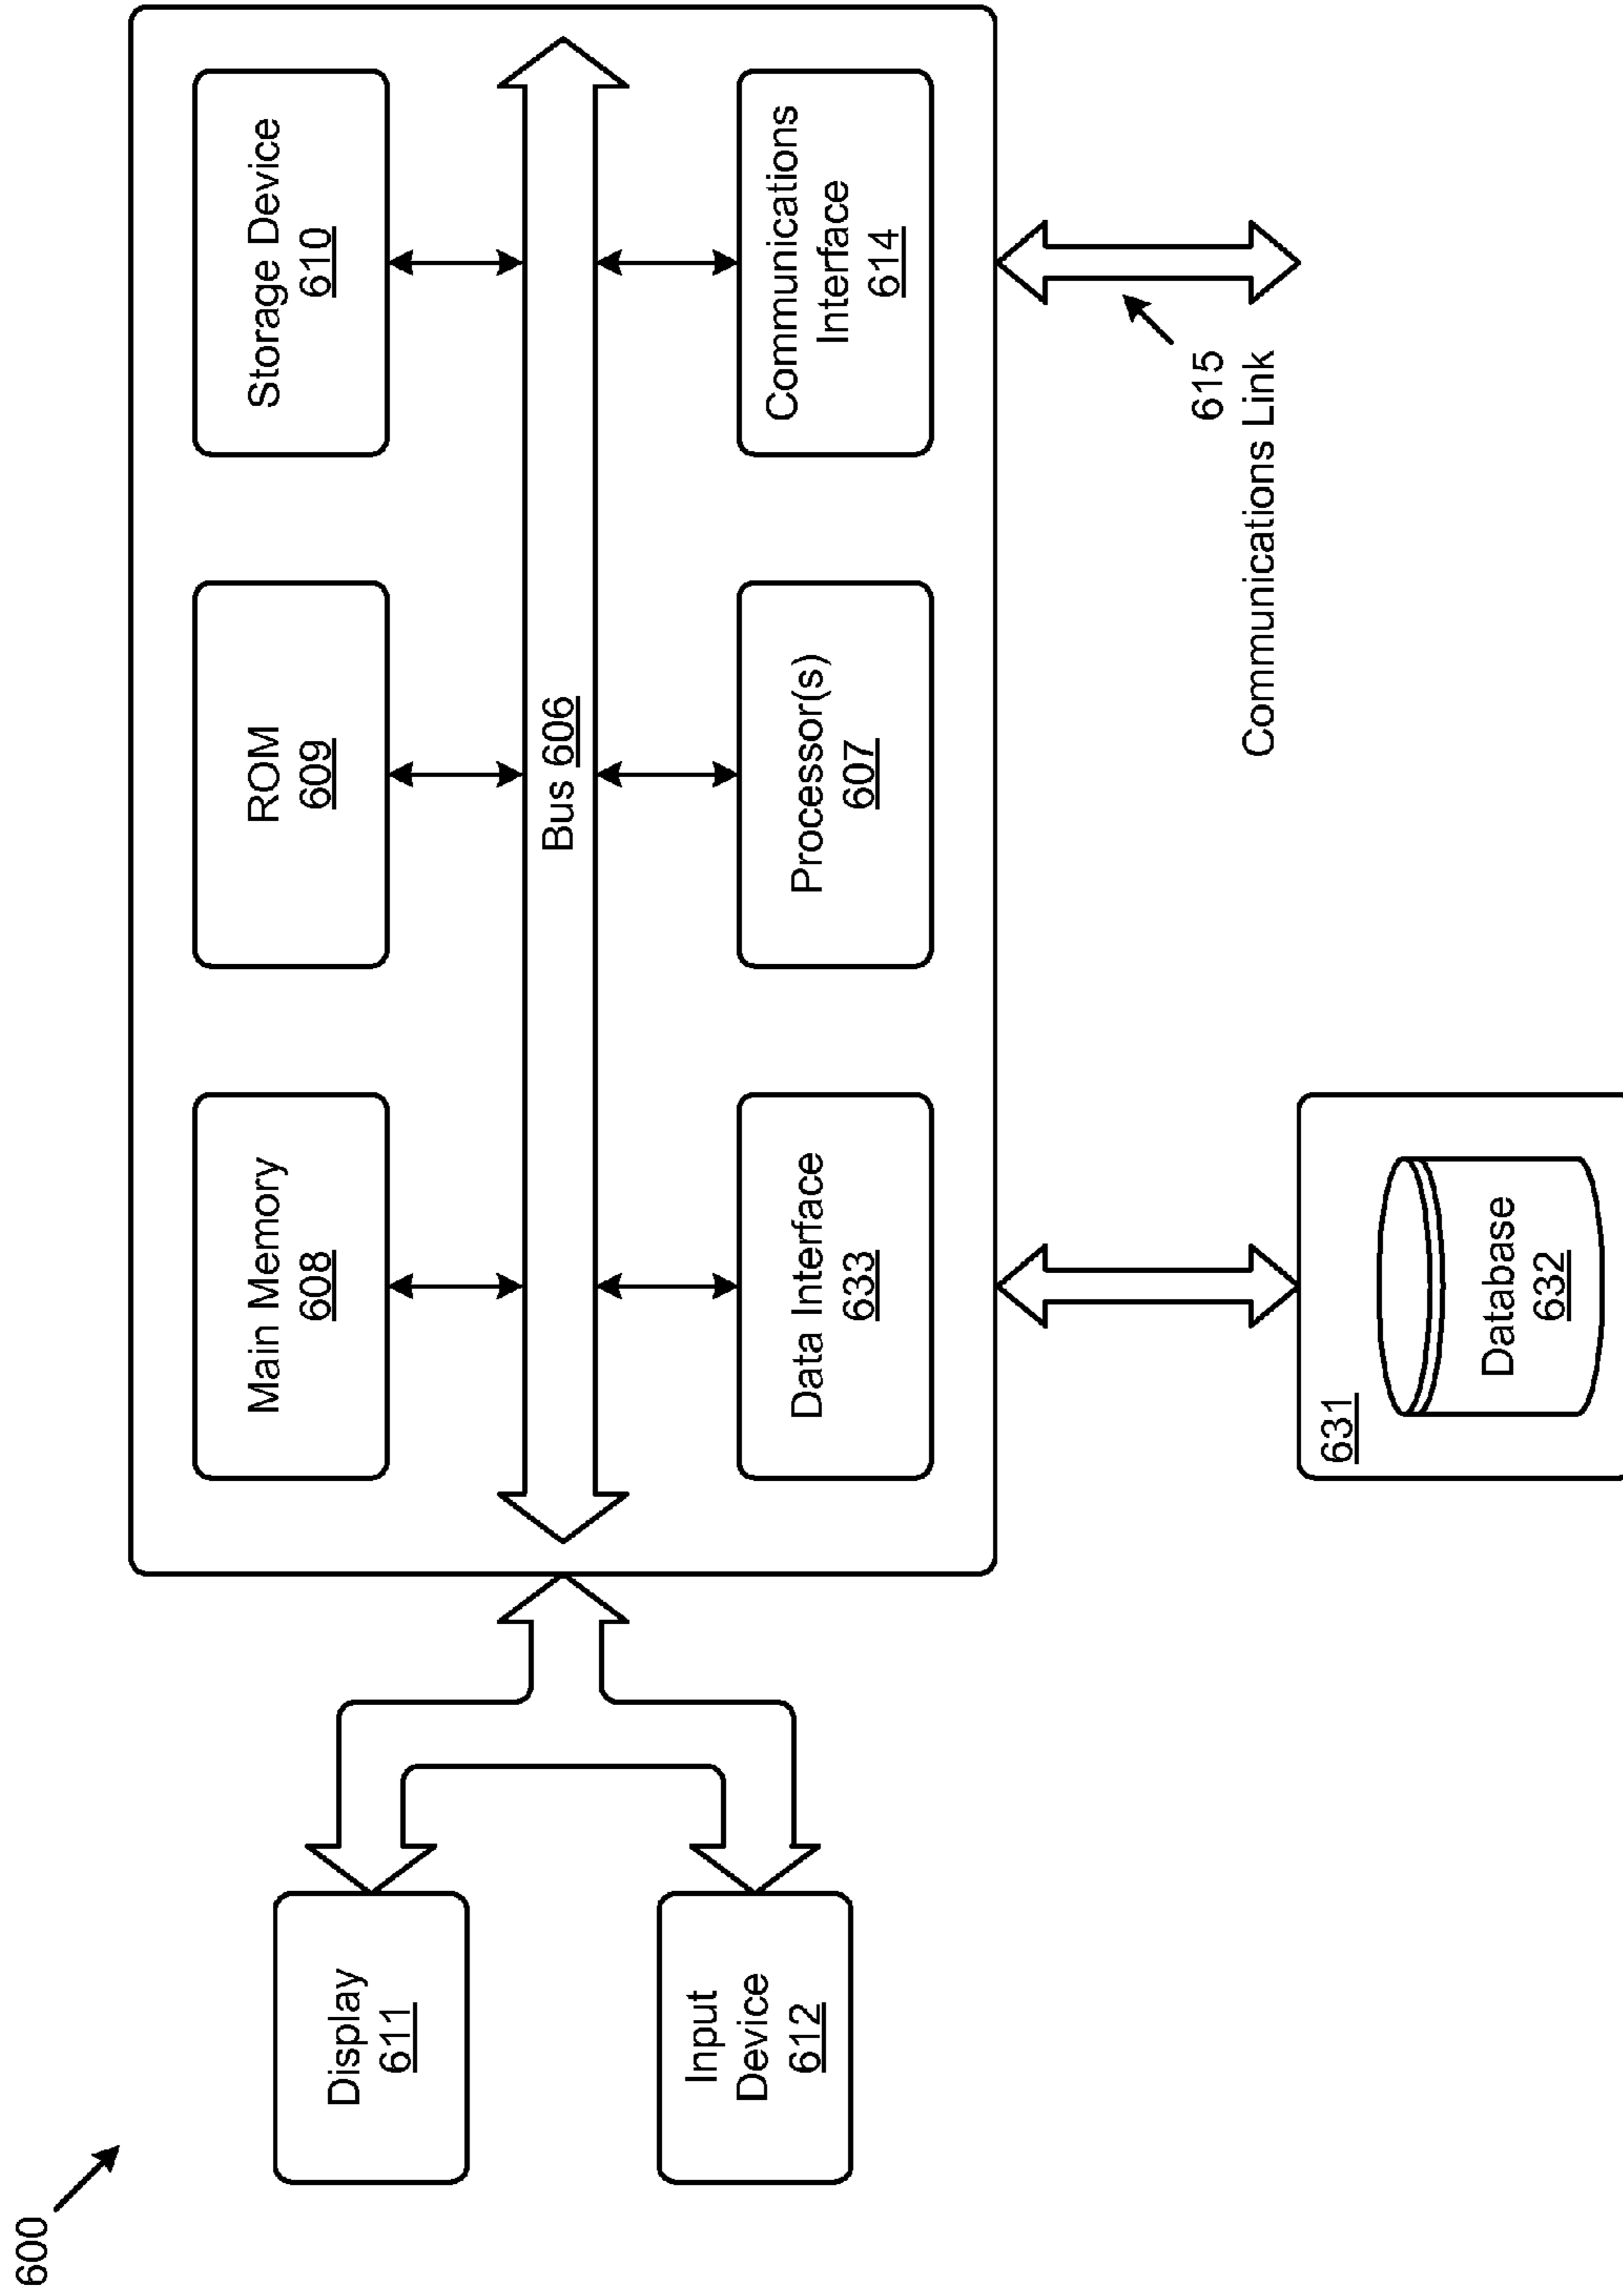 600
Display
611
Input
Device
612
Main Memory
608
ROM
609
Storage Device
610
Bus 606
Data Interface
633
Processor(s)
607
Communications
Interface
614
615
Communications Link
631
Database
632